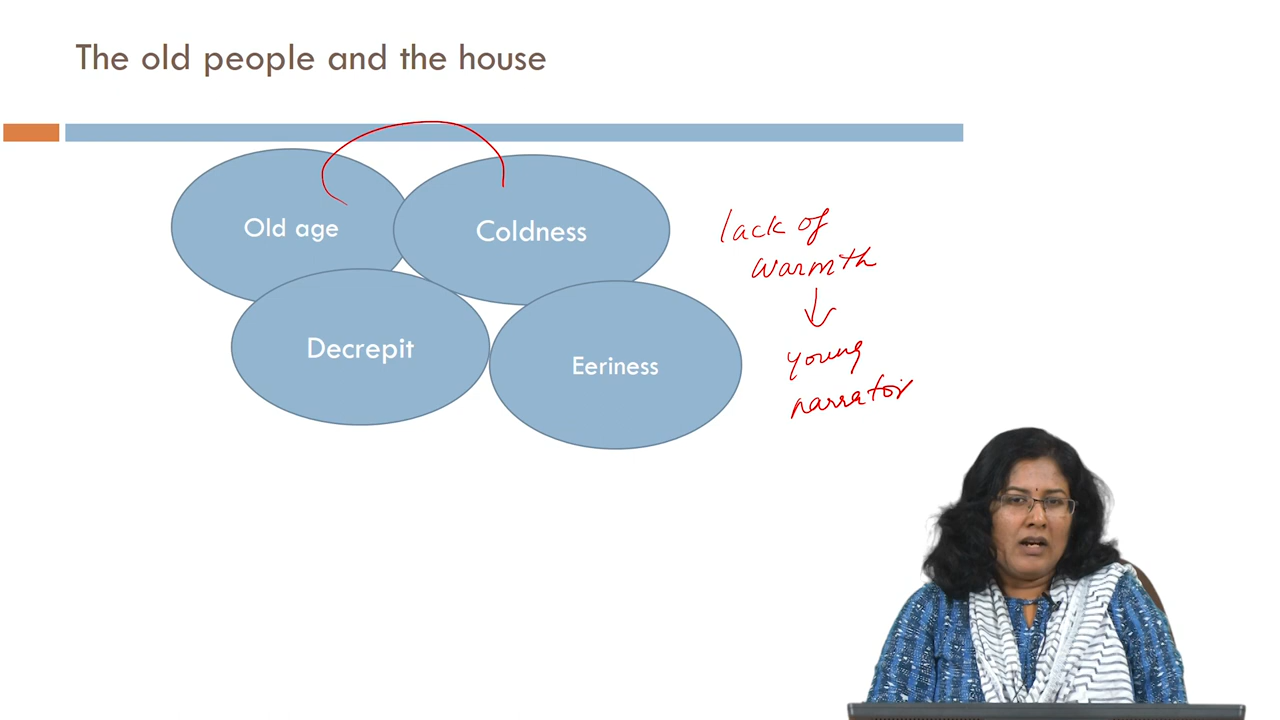 The old people and the house
Old age
Coldness
lack of
warmth
Decrepit
Eeriness
young
narrator